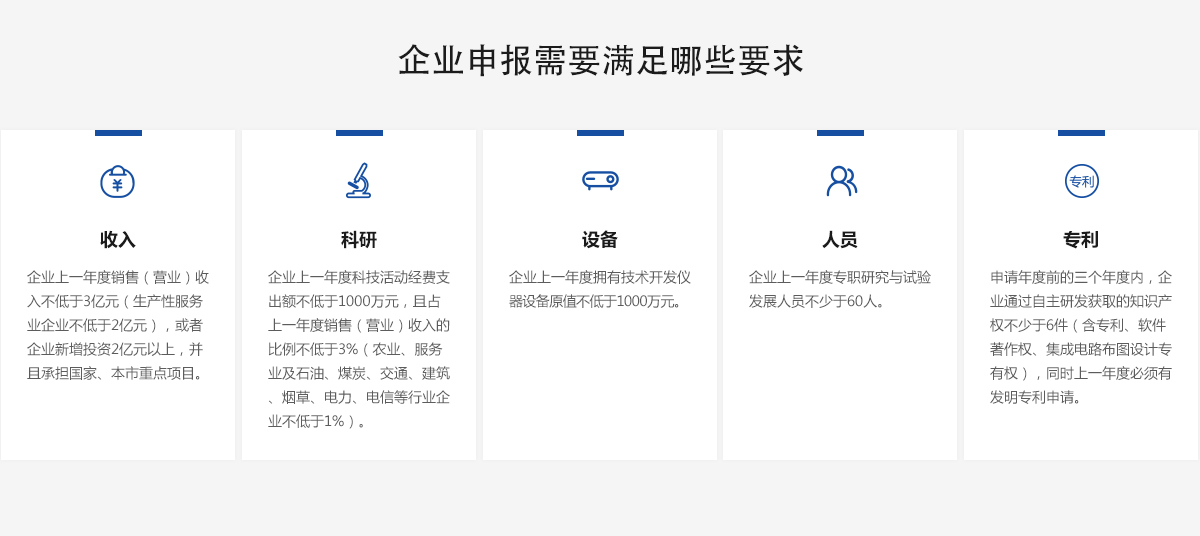 企业申报需要满足哪些要求
¥
收入
企业上一年度销售（营业）收
入不低于3亿元（生产性服务
业企业不低于2亿元），或者
企业新增投资2亿元以上，并
且承担国家、本市重点项目。
科研
企业上一年度科技活动经费支
出额不低于1000万元，且占
上一年度销售（营业）收入的
比例不低于3%（农业、服务
业及石油、煤炭、交通、建筑
、烟草、电力、电信等行业企
业不低于1%）。
设备
企业上一年度拥有技术开发仪
器设备原值不低于1000万元。
人员
企业上一年度专职研究与试验
发展人员不少于60人。
专利
专利
申请年度前的三个年度内，企
业通过自主研发获取的知识产
权不少于6件（含专利、软件
著作权、集成电路布图设计专
有权），同时上一年度必须有
发明专利申请。